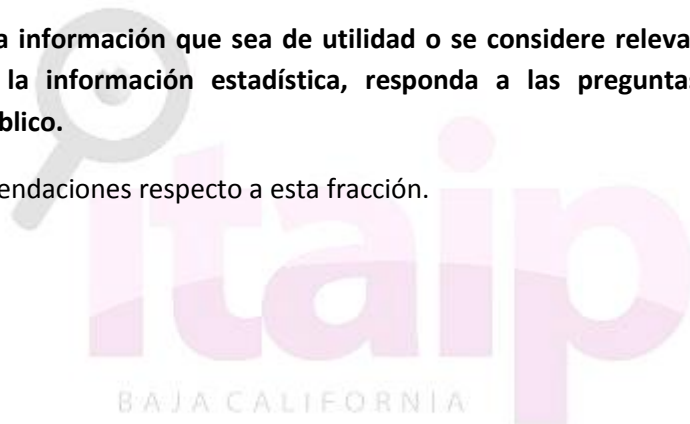 a información que sea de utilidad o se considere releva
la información estadística, responda a las pregunta
blico.
endaciones respecto a esta fracción.
itaip
BAJA CALIFORNIA